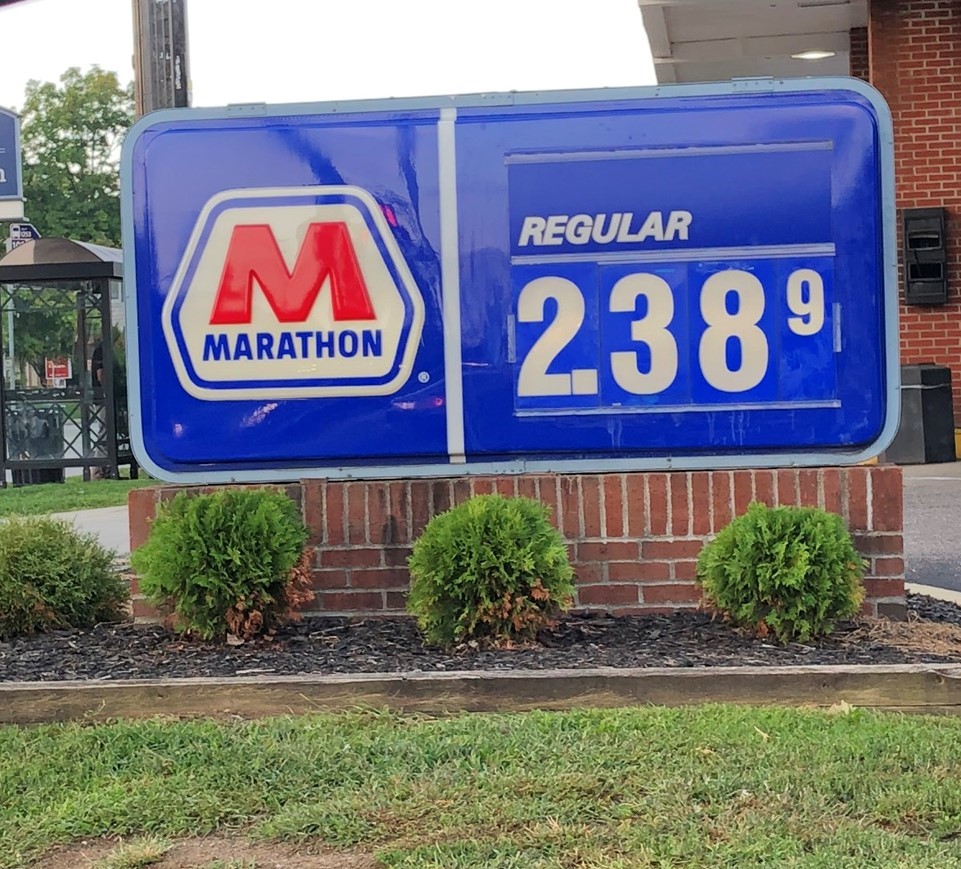 M
MARATHON
®
REGULAR
2.38 9